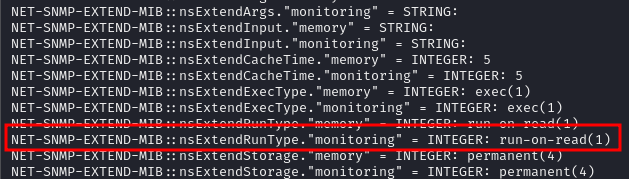 NET-SNMP-EXTEND-MIB::nsExtendArgs."monitoring" = STRING:
NET-SNMP-EXTEND-MIB::nsExtendInput."memory" = STRING:
NET-SNMP-EXTEND-MIB::nsExtendInput."monitoring" = STRING:
NET-SNMP-EXTEND-MIB::nsExtendCacheTime."memory" = INTEGER: 5
NET-SNMP-EXTEND-MIB::nsExtendCacheTime."monitoring" = INTEGER: 5
NET-SNMP-EXTEND-MIB::nsExtendExecType."memory" = INTEGER: exec(1)
NET-SNMP-EXTEND-MIB::nsExtendExecType."monitoring" = INTEGER: exec(1)
NET-SNMP-EXTEND-MIB::nsExtendRunType."memory" = INTEGER: run-on-read(1)
NET-SNMP-EXTEND-MIB::nsExtendRunType."monitoring" = INTEGER: run-on-read(1)
NET-SNMP-EXTEND-MIB::nsExtendStorage."memory" = INTEGER: permanent(4)
NET-SNMP-EXTEND-MIB::nsExtendStorage."monitoring" = INTEGER: permanent(4)